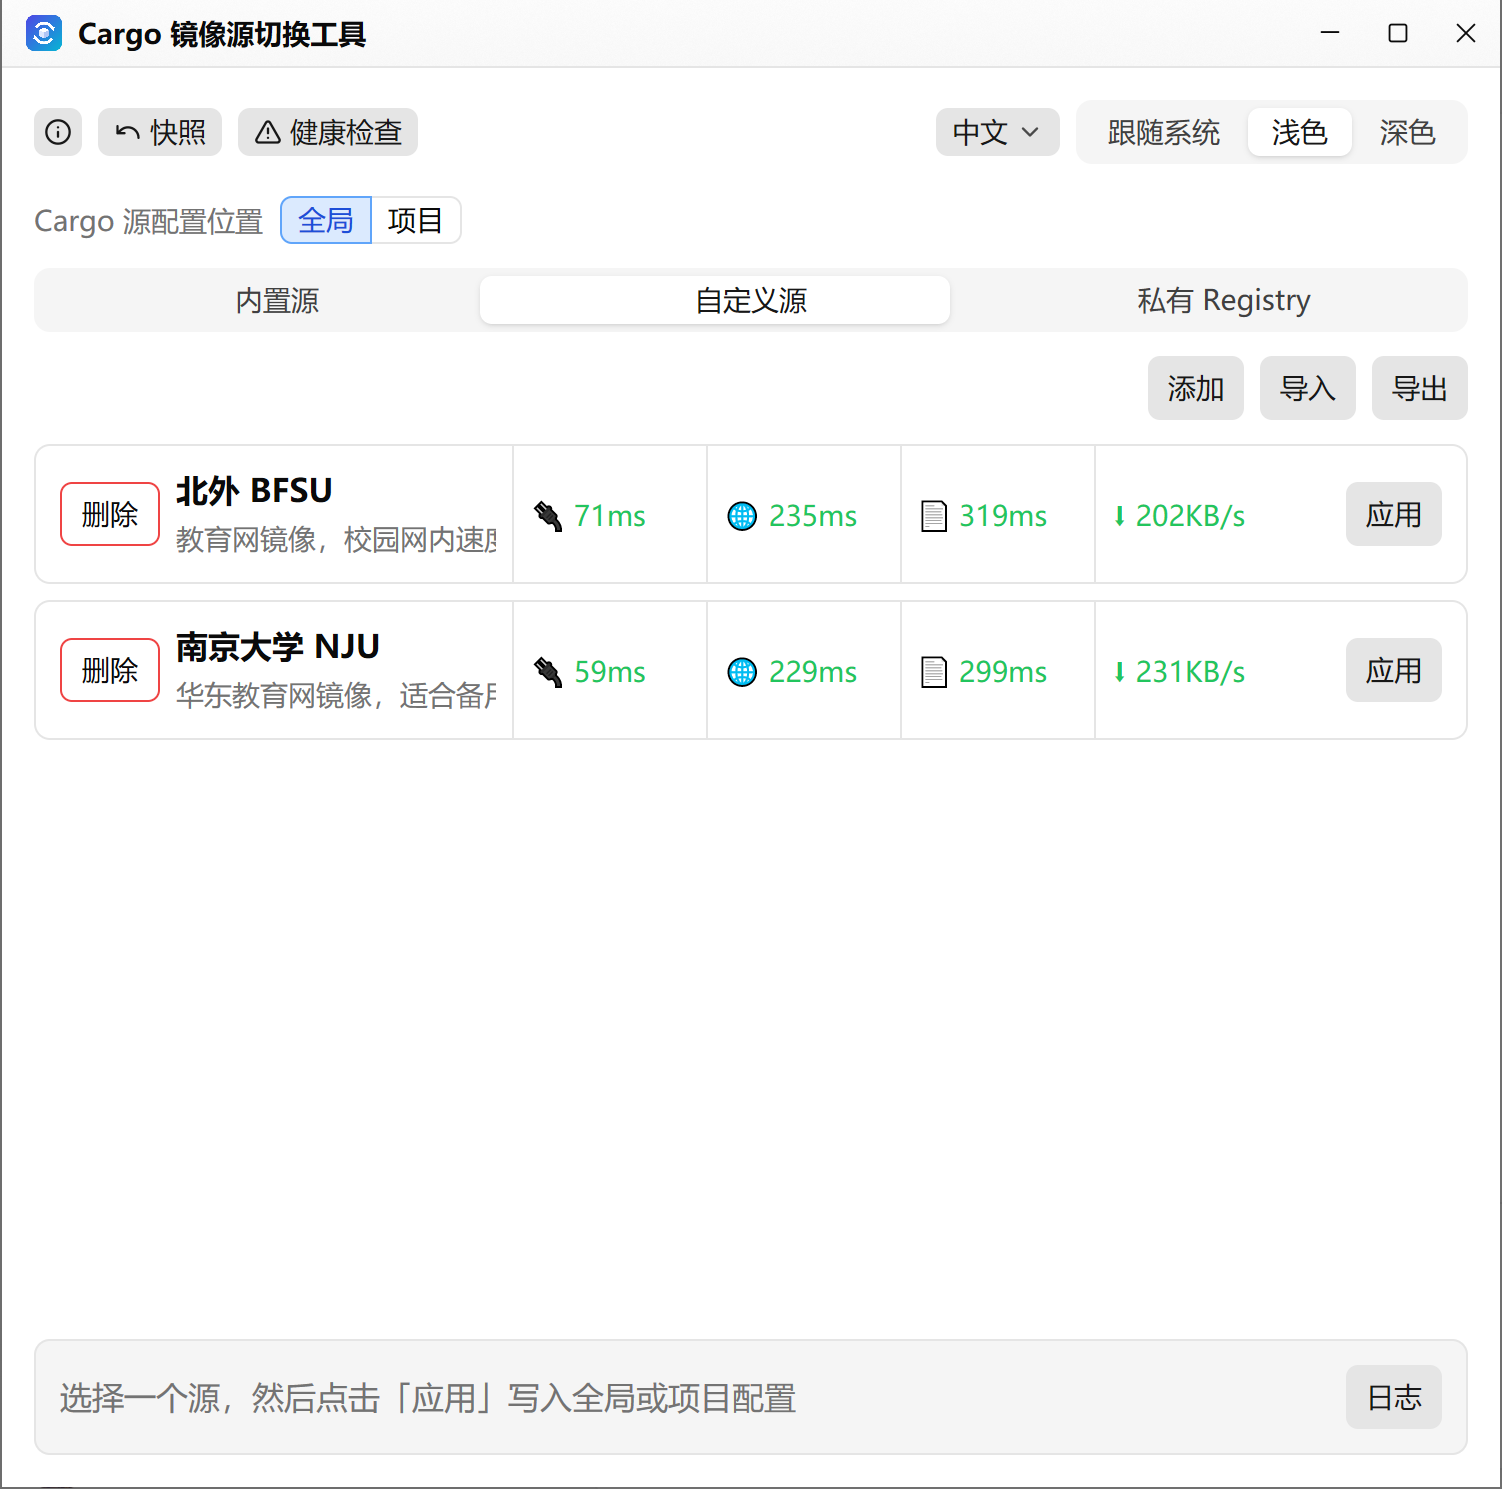 Cargo 镜像源切换工具
快照
健康检查
中文
跟随系统
浅色
深色
Cargo 源配置位置
全局
项目
内置源
自定义源
私有 Registry
添加
导入
导出
删除
北外 BFSU
教育网镜像，校园网内速度
71ms
235ms
319ms
202KB/s
应用
删除
南京大学 NJU
华东教育网镜像，适合备用
59ms
229ms
299ms
231KB/s
应用
选择一个源，然后点击「应用」写入全局或项目配置
日志